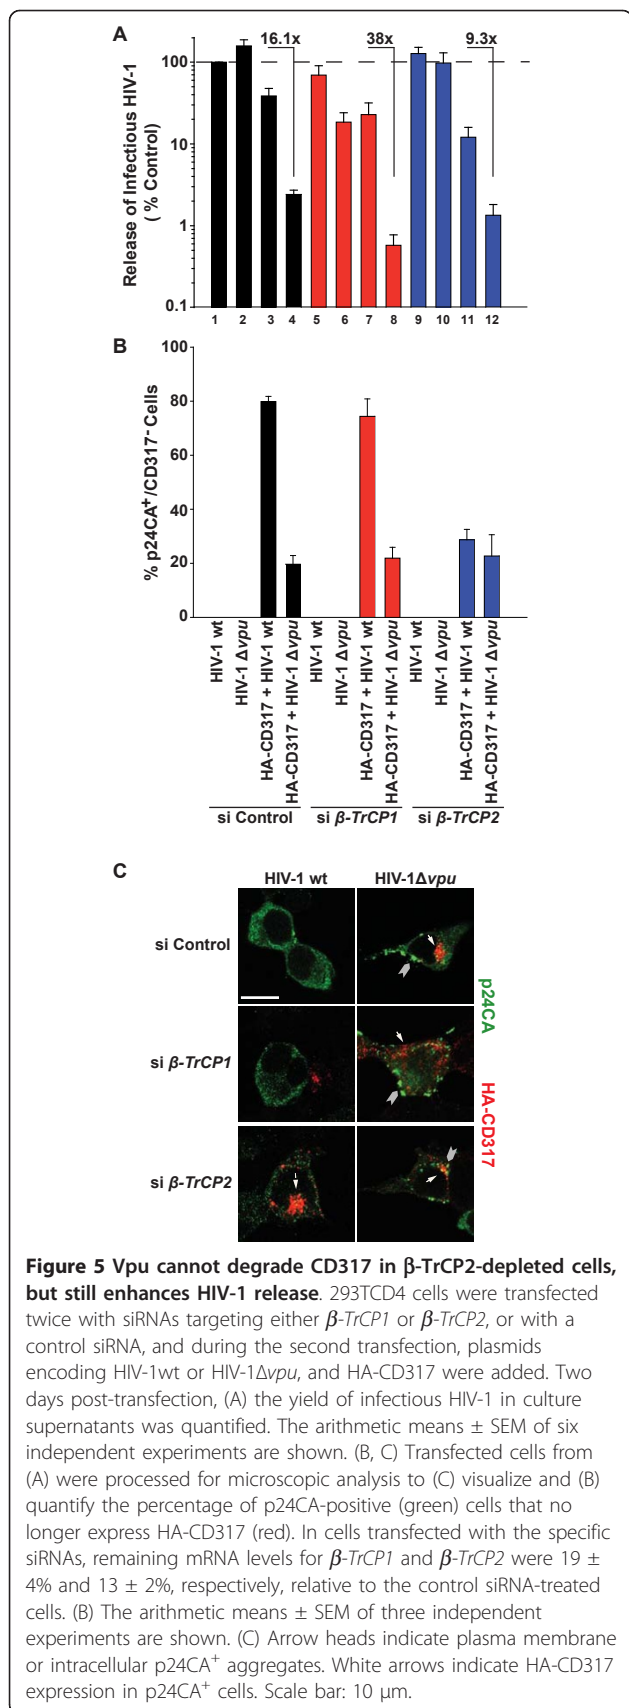 A
16.1x 38x 9.3x
Release of Infectious HIV-1
( % Control)
100
10
1
0.1
1 2 3 4 5 6 7 8 9 10 11 12
B
% p24CA⁺/CD317⁻ Cells
100
80
60
40
20
0
HIV-1 wt
HIV-1 Δvpu
HA-CD317 + HIV-1 wt
HA-CD317 + HIV-1 Δvpu
HIV-1 wt
HIV-1 Δvpu
HA-CD317 + HIV-1 wt
HA-CD317 + HIV-1 Δvpu
HIV-1 wt
HIV-1 Δvpu
HA-CD317 + HIV-1 wt
HA-CD317 + HIV-1 Δvpu
si Control si β-TrCP1 si β-TrCP2
C
HIV-1 wt HIV-1Δvpu
si Control
si β-TrCP1
si β-TrCP2
p24CA
HA-CD317
Figure 5 Vpu cannot degrade CD317 in β-TrCP2-depleted cells,
but still enhances HIV-1 release. 293TCD4 cells were transfected
twice with siRNAs targeting either β-TrCP1 or β-TrCP2, or with a
control siRNA, and during the second transfection, plasmids
encoding HIV-1wt or HIV-1Δvpu, and HA-CD317 were added. Two
days post-transfection, (A) the yield of infectious HIV-1 in culture
supernatants was quantified. The arithmetic means ± SEM of six
independent experiments are shown. (B, C) Transfected cells from
(A) were processed for microscopic analysis to (C) visualize and (B)
quantify the percentage of p24CA-positive (green) cells that no
longer express HA-CD317 (red). In cells transfected with the specific
siRNAs, remaining mRNA levels for β-TrCP1 and β-TrCP2 were 19 ±
4% and 13 ± 2%, respectively, relative to the control siRNA-treated
cells. (B) The arithmetic means ± SEM of three independent
experiments are shown. (C) Arrow heads indicate plasma membrane
or intracellular p24CA⁺ aggregates. White arrows indicate HA-CD317
expression in p24CA⁺ cells. Scale bar: 10 μm.